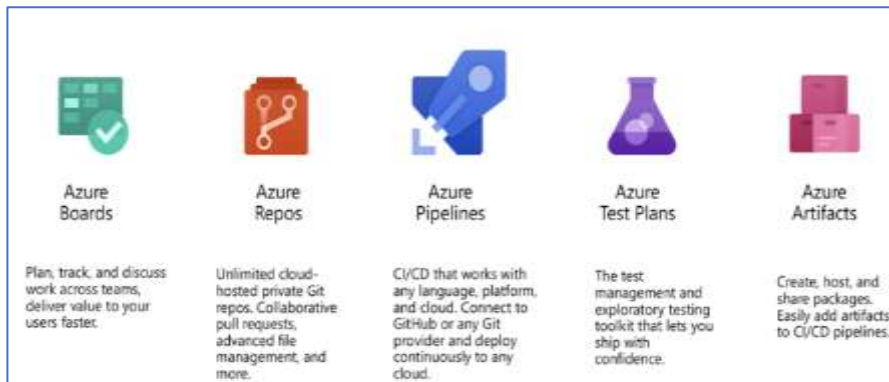 Azure
Boards
Azure
Repos
Azure
Pipelines
Azure
Test Plans
Azure
Artifacts
Plan, track, and discuss
work across teams,
deliver value to your
users faster.
Unlimited cloud-
hosted private Git
repos. Collaborative
pull requests,
advanced file
management, and
more.
CI/CD that works with
any language, platform,
and cloud. Connect to
GitHub or any Git
provider and deploy
continuously to any
cloud.
The test
management and
exploratory testing
toolkit that lets you
ship with
confidence.
Create, host, and
share packages.
Easily add artifacts
to CI/CD pipelines.